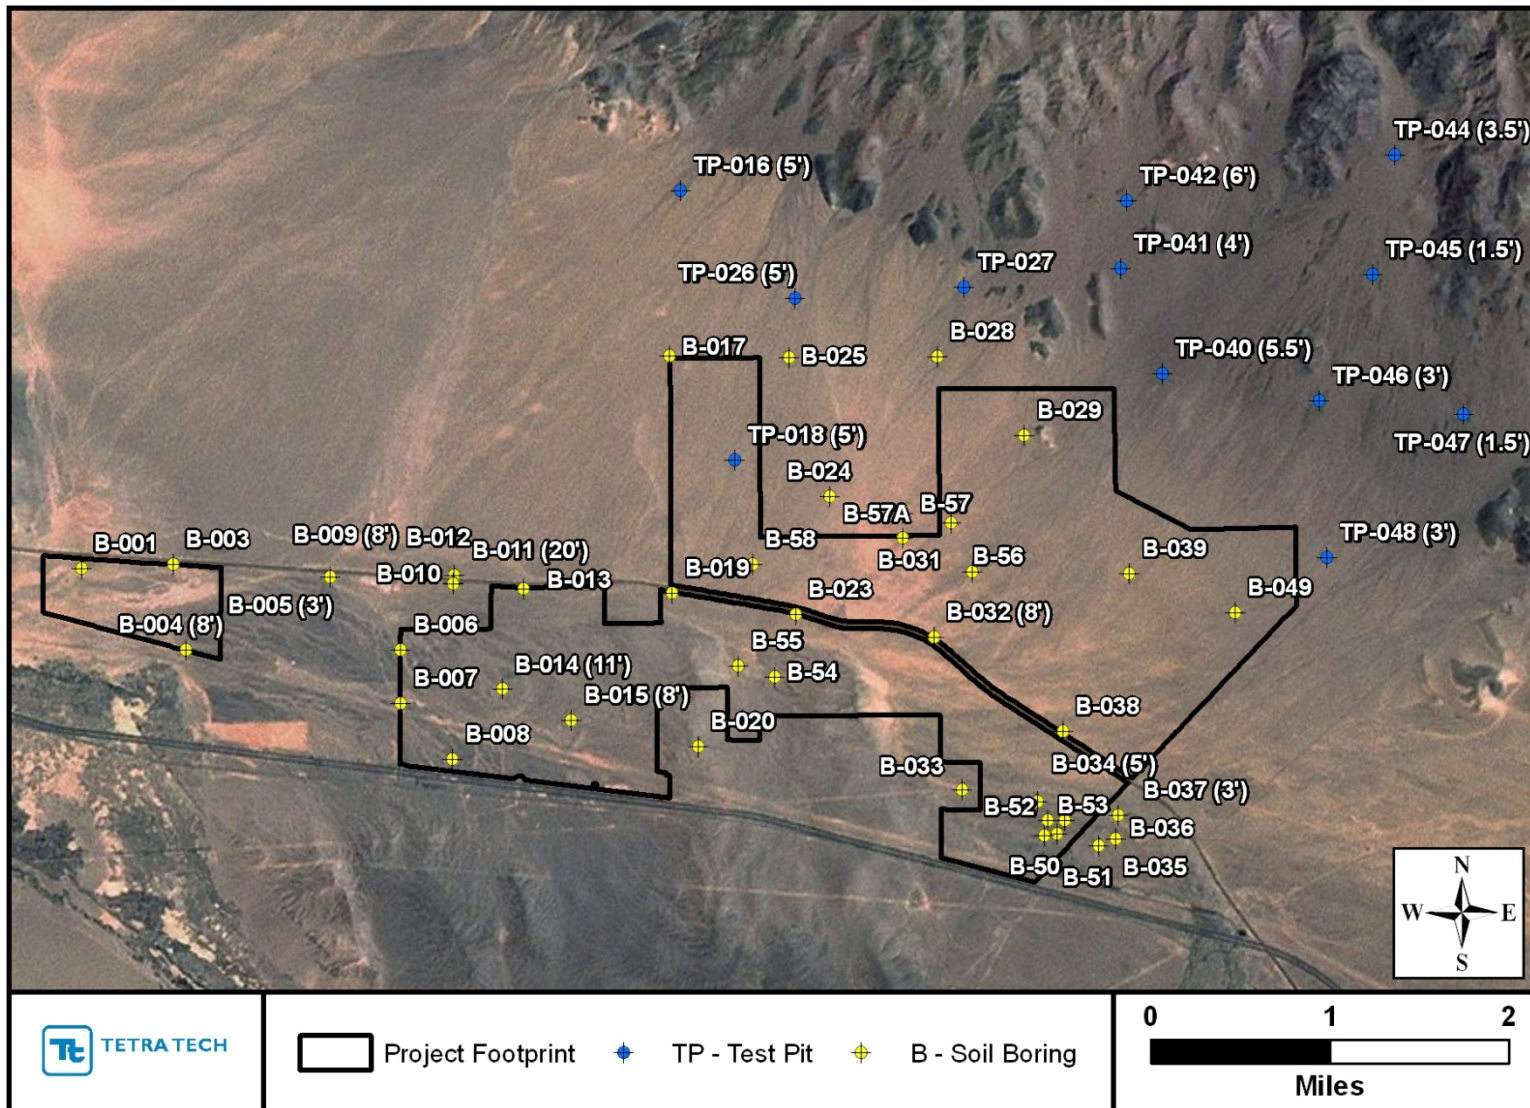 TP-044 (3.5')
TP-016 (5')
TP-042 (6')
TP-041 (4')
TP-045 (1.5')
TP-026 (5')
TP-027
B-017
B-025
B-028
TP-040 (5.5')
TP-046 (3')
B-029
TP-018 (5')
TP-047 (1.5')
B-024
B-57A
B-57
B-001
B-003
B-009 (8')
B-012
B-58
B-031
B-56
B-039
TP-048 (3')
B-010
B-011 (20')
B-013
B-019
B-023
B-049
B-005 (3')
B-004 (8')
B-006
B-55
B-032 (8')
B-54
B-007
B-014 (11')
B-015 (8')
B-038
B-008
B-020
B-033
B-034 (5')
B-037 (3')
B-52
B-53
B-036
B-50
B-51
B-035
N
W
E
S
Tt TETRA TECH
Project Footprint
TP - Test Pit
B - Soil Boring
0 1 2
Miles